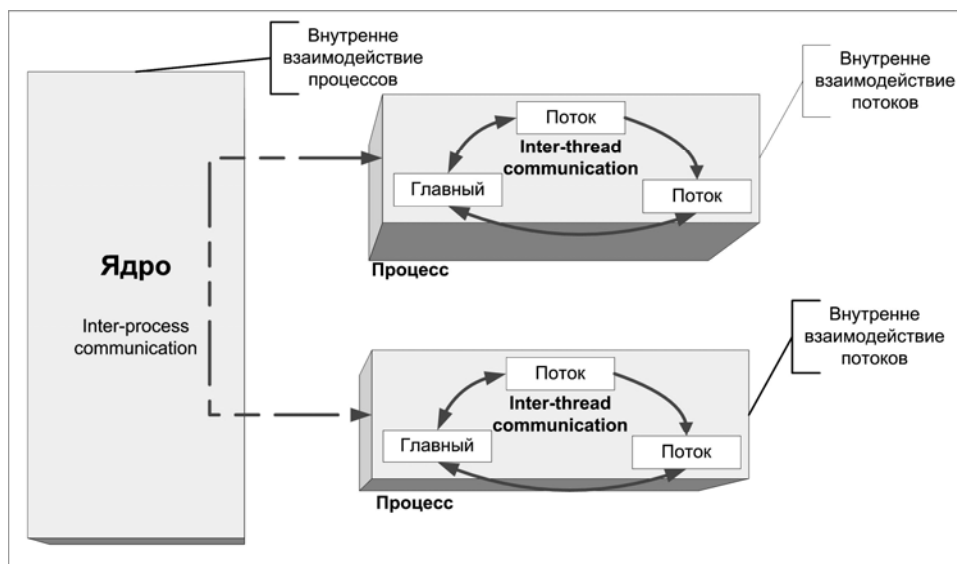 Внутренне
взаимодействие
процессов
Внутренне
взаимодействие
потоков
Поток
Inter-thread
communication
Главный
Поток
Процесс
Ядро
Inter-process
communication
Внутренне
взаимодействие
потоков
Поток
Inter-thread
communication
Главный
Поток
Процесс